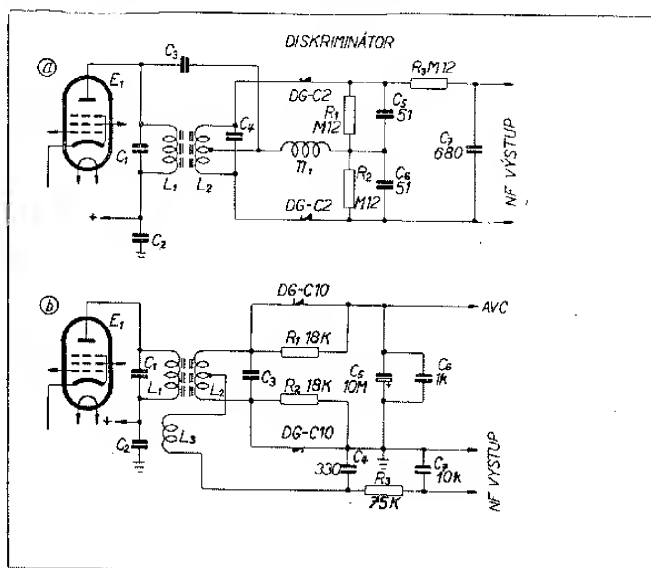 DISKRIMINÁTOR
a
E1
C3
C1
L1
L2
C4
C2
DG-C2
R1
M12
Tl1
R2
M12
DG-C2
C5
51
C6
51
R3 M12
C7
680
NF VÝSTUP
+
b
E1
C1
L1
L2
C2
L3
C3
DG-C10
R1 18K
R2 18K
DG-C10
C4
330
C5
10M
+
C6
1k
R3
75K
C7
10k
AVC
NF VÝSTUP
+